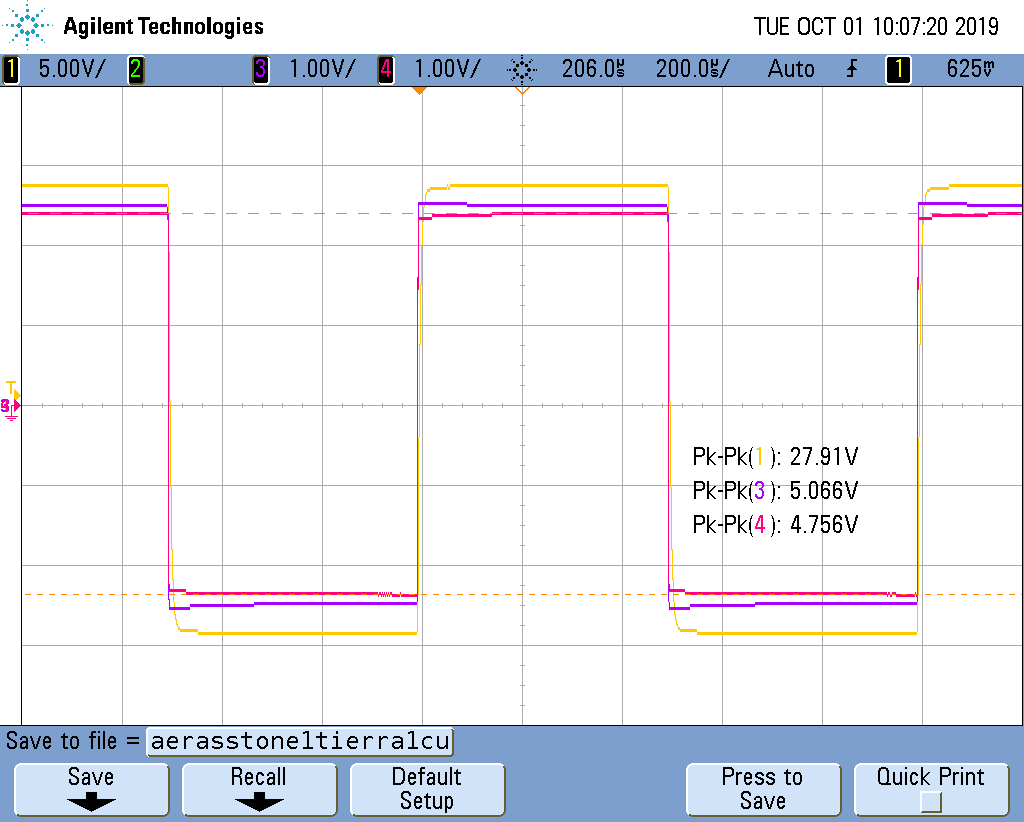 Agilent Technologies TUE OCT 01 10:07:20 2019
1 5.00V/ 2 3 1.00V/ 4 1.00V/ 206.0µs 200.0µs/ Auto 1 625mV
T
3
Pk-Pk(1): 27.91V
Pk-Pk(3): 5.066V
Pk-Pk(4): 4.756V
Save to file = aerasstone1tierra1cu
Save Recall Default Setup Press to Save Quick Print